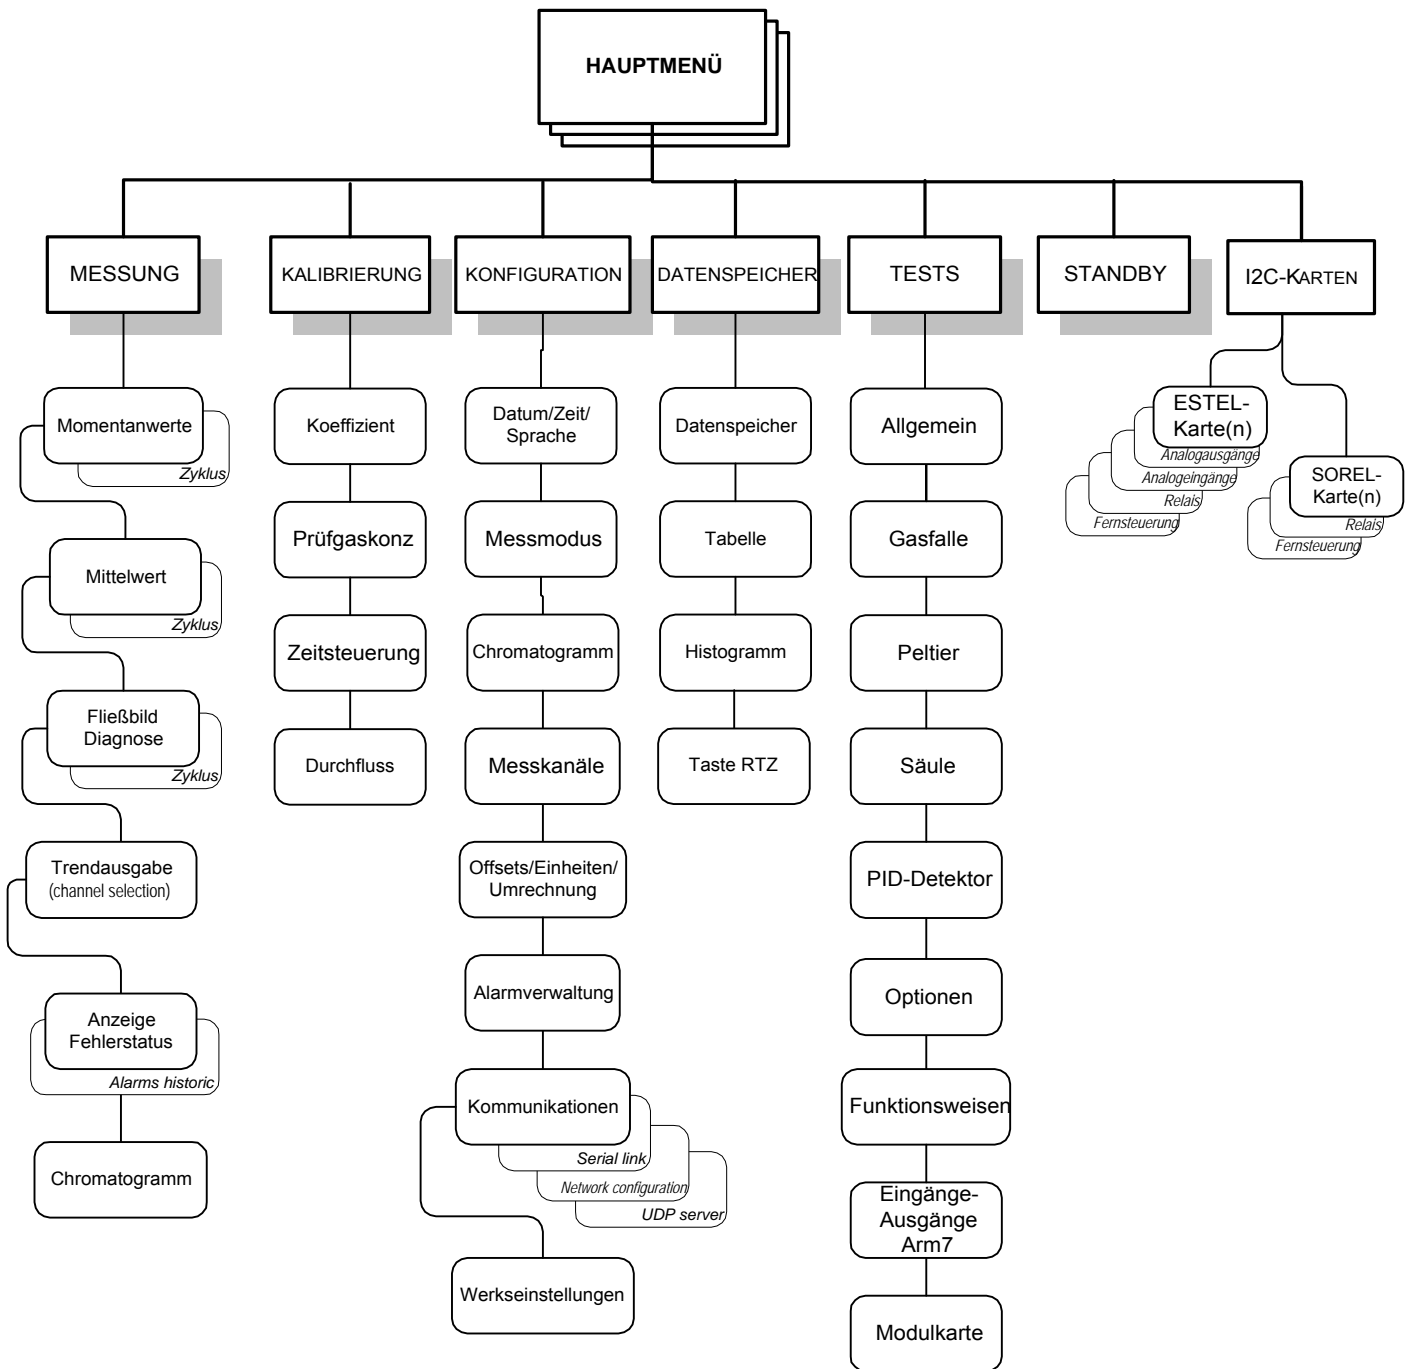 HAUPTMENÜ
MESSUNG
KALIBRIERUNG
KONFIGURATION
DATENSPEICHER
TESTS
STANDBY
I2C-KARTEN
Momentanwerte
Zyklus
Mittelwert
Zyklus
Fließbild
Diagnose
Zyklus
Trendausgabe
(channel selection)
Anzeige
Fehlerstatus
Alarms historic
Chromatogramm
Koeffizient
Prüfgaskonz
Zeitsteuerung
Durchfluss
Datum/Zeit/
Sprache
Messmodus
Chromatogramm
Messkanäle
Offsets/Einheiten/
Umrechnung
Alarmverwaltung
Kommunikationen
Serial link
Network configuration
UDP server
Werkseinstellungen
Datenspeicher
Tabelle
Histogramm
Taste RTZ
Allgemein
Gasfalle
Peltier
Säule
PID-Detektor
Optionen
Funktionsweisen
Eingänge-
Ausgänge
Arm7
Modulkarte
ESTEL-
Karte(n)
Analogausgänge
Analogeingänge
Relais
Fernsteuerung
SOREL-
Karte(n)
Relais
Fernsteuerung